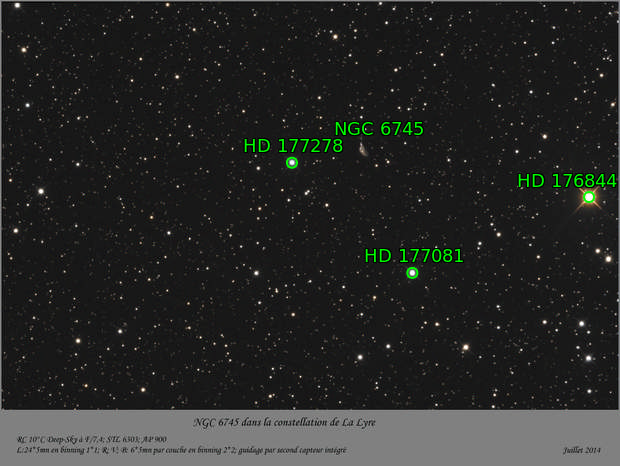 NGC 6745
HD 177278
HD 176844
HD 177081
NGC 6745 dans la constellation de La Lyre
RC 10" C Deep-Sky à F/7,4; STL 6303; AP 900
L:24*5mn en binning 1*1; R; V; B: 6*5mn par couche en binning 2*2; guidage par second capteur intégré
Juillet 2014